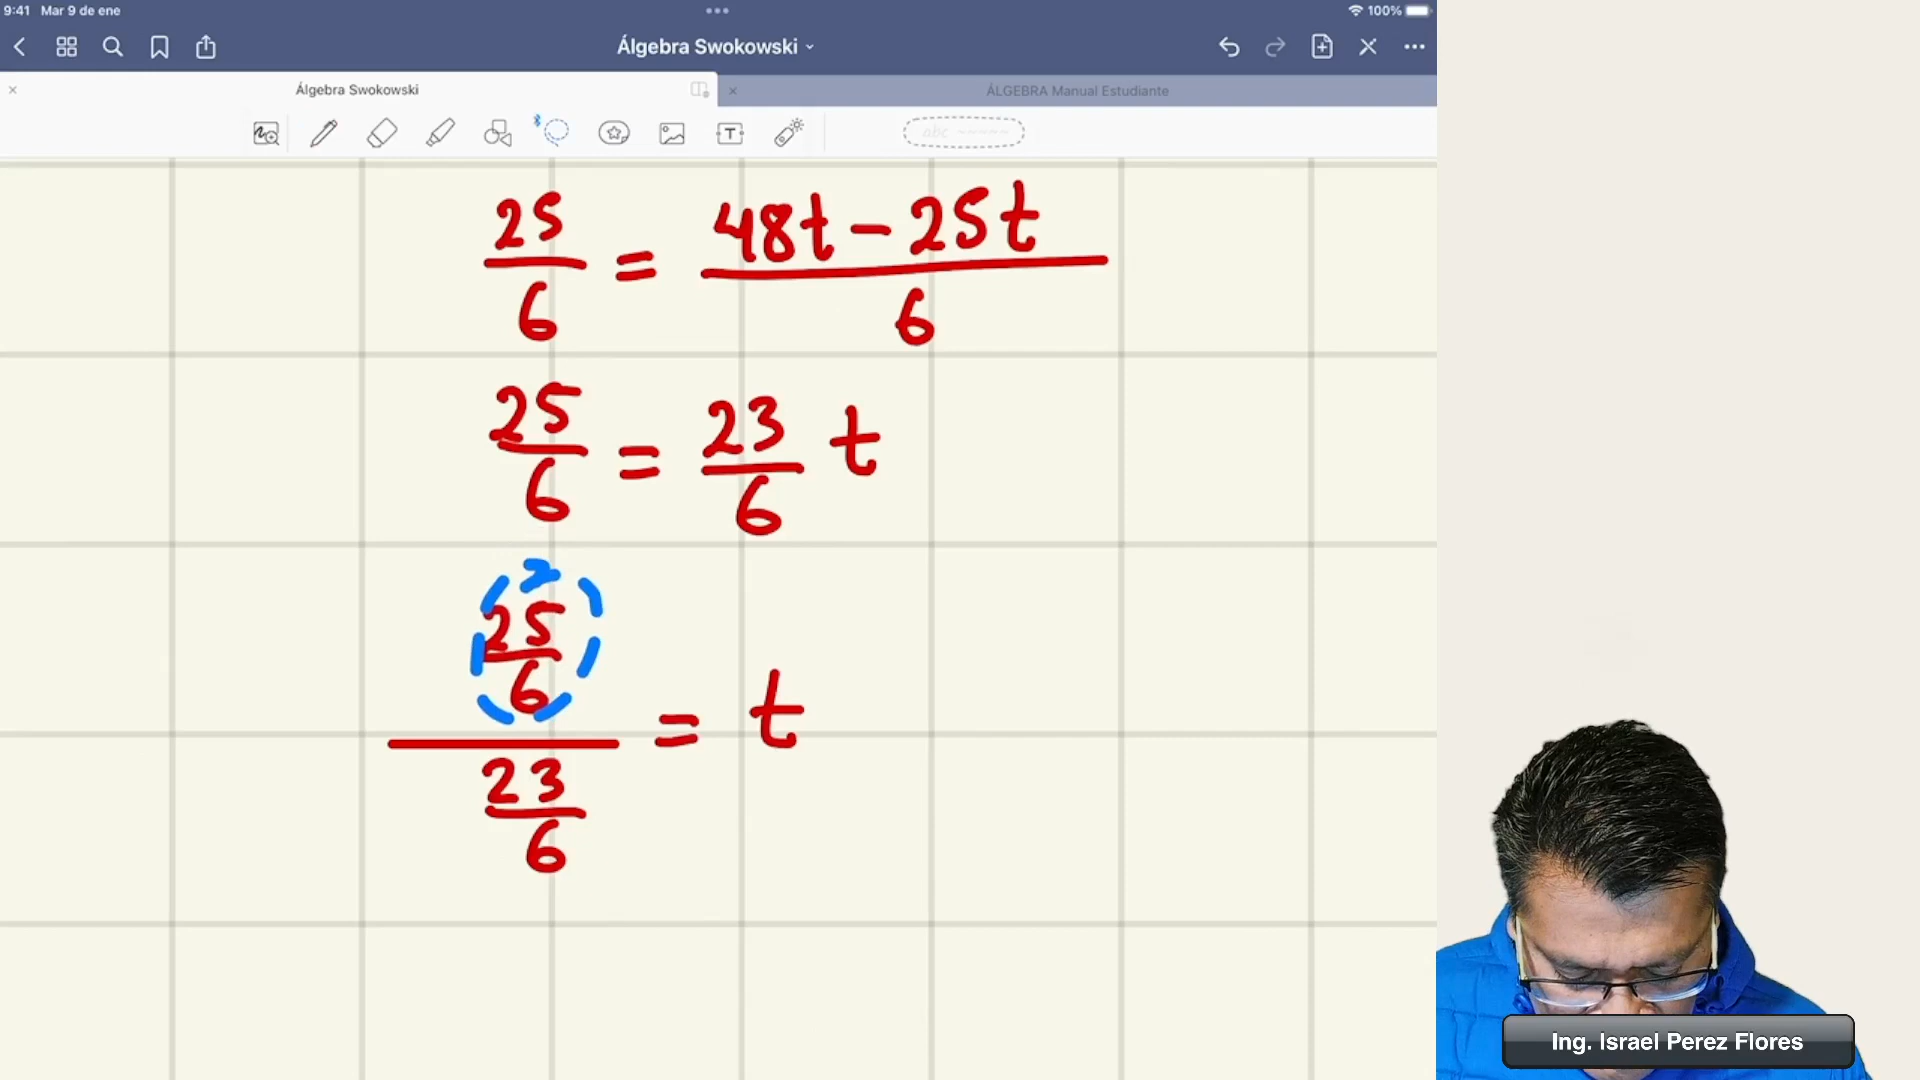 9:41 Mar 9 de ene 100%
Álgebra Swokowski
Álgebra Swokowski ÁLGEBRA Manual Estudiante
abc
25/6 = (48t - 25t)/6
25/6 = 23/6 t
(25/6)/(23/6) = t
Ing. Israel Perez Flores